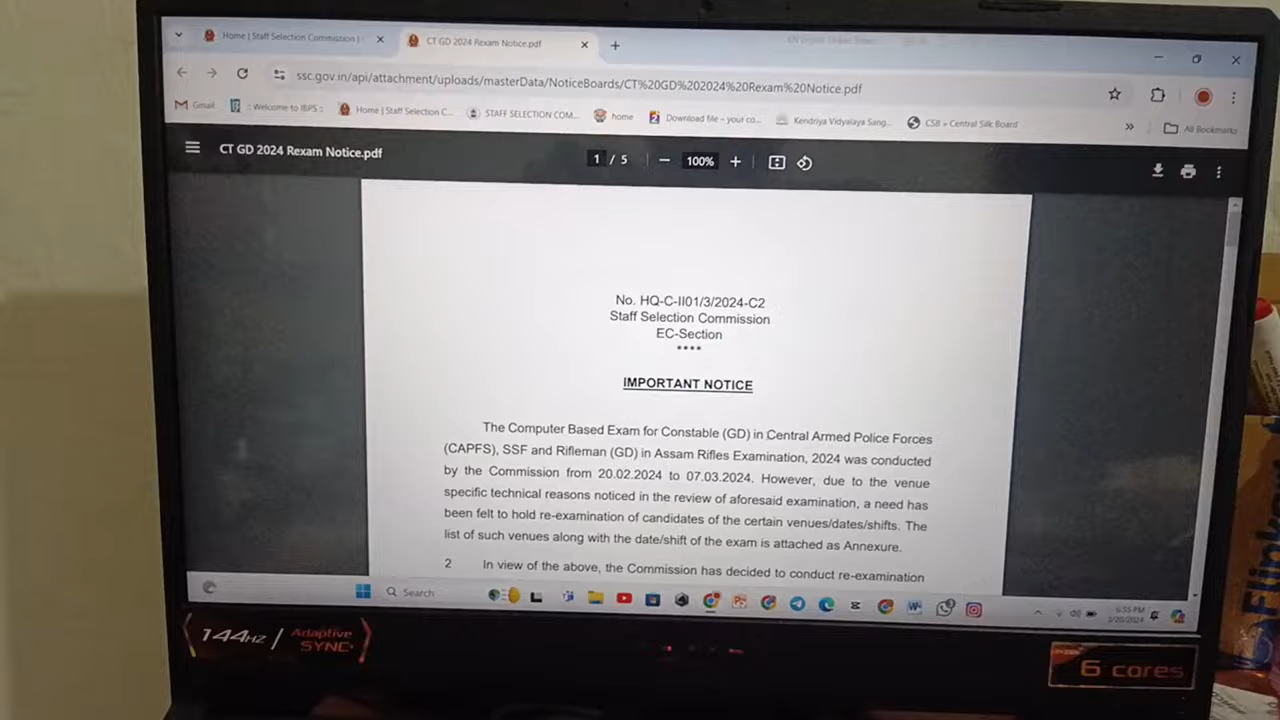 Home | Staff Selection Commission |
CT GD 2024 Rexam Notice.pdf
ssc.gov.in/api/attachment/uploads/masterData/NoticeBoards/CT%20GD%202024%20Rexam%20Notice.pdf
Gmail
:: Welcome to IBPS ::
Home | Staff Selection C...
STAFF SELECTION COM...
home
Download file – your co...
Kendriya Vidyalaya Sang...
CSB » Central Silk Board
»
All Bookmarks
CT GD 2024 Rexam Notice.pdf
1 / 5
100%
No. HQ-C-II01/3/2024-C2
Staff Selection Commission
EC-Section
****
IMPORTANT NOTICE
The Computer Based Exam for Constable (GD) in Central Armed Police Forces
(CAPFS), SSF and Rifleman (GD) in Assam Rifles Examination, 2024 was conducted
by the Commission from 20.02.2024 to 07.03.2024. However, due to the venue
specific technical reasons noticed in the review of aforesaid examination, a need has
been felt to hold re-examination of candidates of the certain venues/dates/shifts. The
list of such venues along with the date/shift of the exam is attached as Annexure.
2 In view of the above, the Commission has decided to conduct re-examination
Search
6:55 PM
3/20/2024
144HZ / Adaptive
SYNC
6 cores
Flipkart